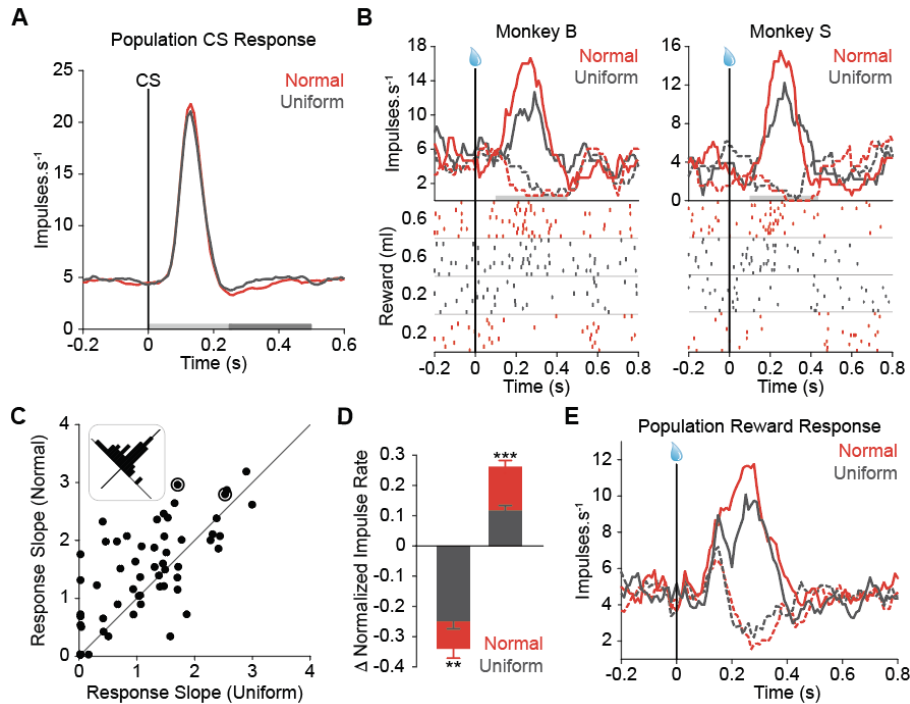 A
Population CS Response
CS
Normal
Uniform
25
20
15
10
5
0
Impulses.s⁻¹
-0.2 0 0.2 0.4 0.6
Time (s)
B
Monkey B
Normal
Uniform
18
14
10
6
2
Impulses.s⁻¹
0.6
0.6
0.2
0.2
Reward (ml)
-0.2 0 0.2 0.4 0.6 0.8
Time (s)
Monkey S
Normal
Uniform
16
12
8
4
0
-0.2 0 0.2 0.4 0.6 0.8
Time (s)
C
4
3
2
1
0
Response Slope (Normal)
0 1 2 3 4
Response Slope (Uniform)
D
0.3
0.2
0.1
0
-0.1
-0.2
-0.3
-0.4
Δ Normalized Impulse Rate
***
**
Normal
Uniform
E
Population Reward Response
Normal
Uniform
12
10
8
6
4
2
Impulses.s⁻¹
-0.2 0 0.2 0.4 0.6 0.8
Time (s)